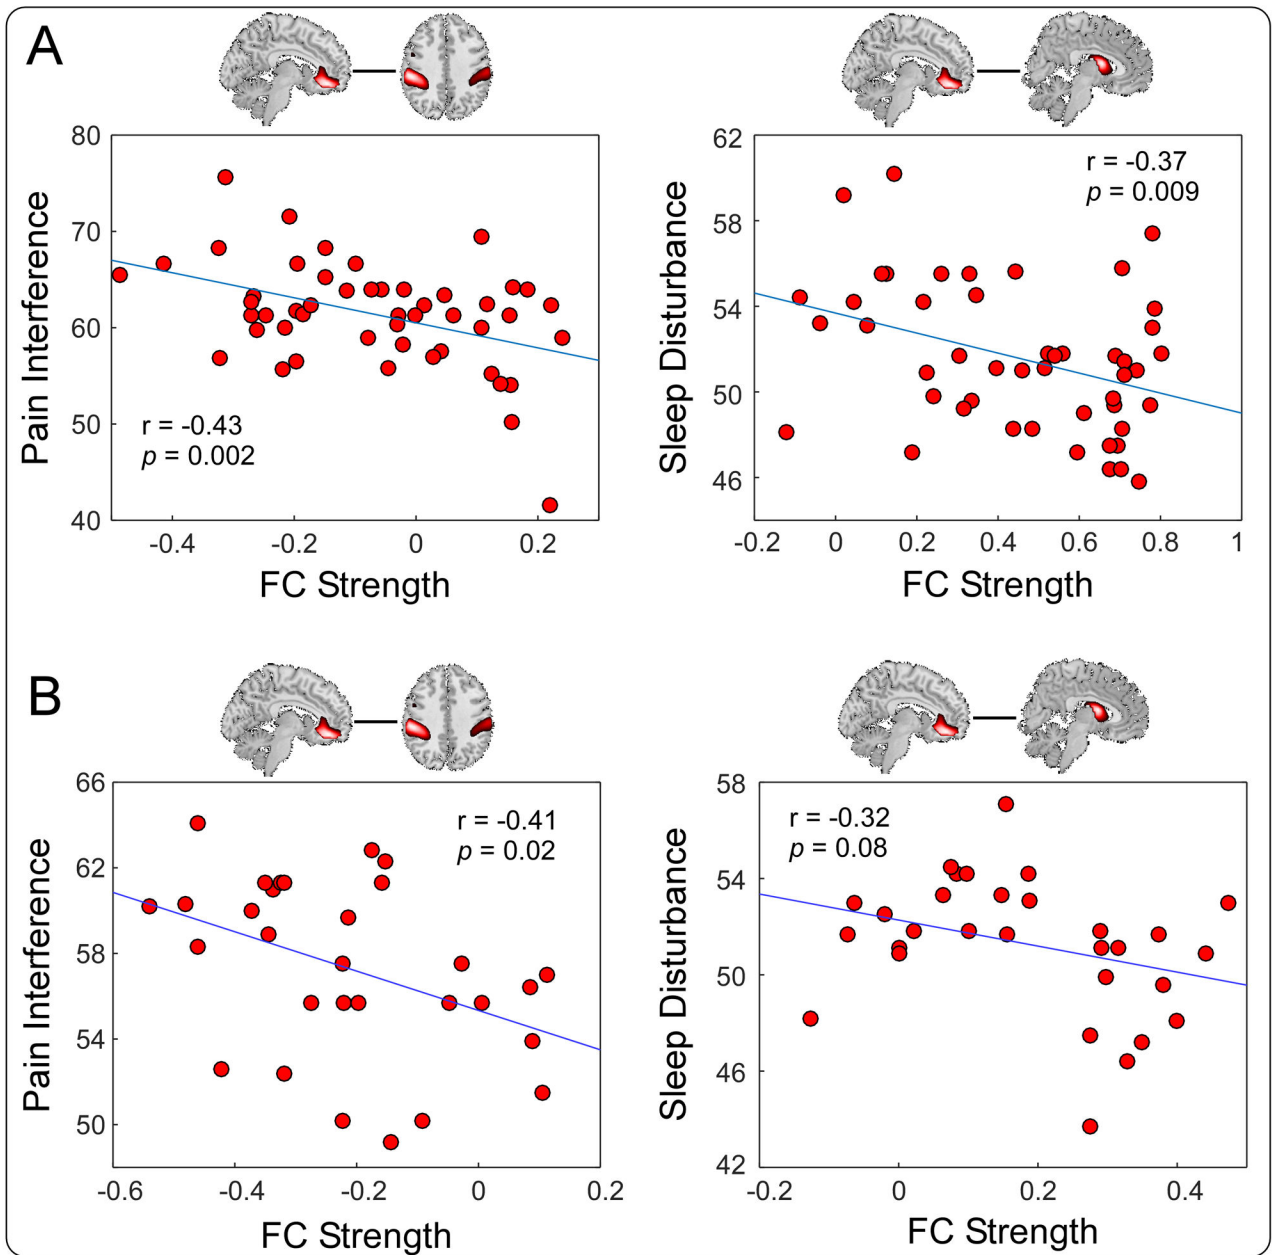 A
80
70
60
50
40
Pain Interference
r = -0.43
p = 0.002
-0.4 -0.2 0 0.2
FC Strength
62
58
54
50
46
Sleep Disturbance
r = -0.37
p = 0.009
-0.2 0 0.2 0.4 0.6 0.8 1
FC Strength
B
66
62
58
54
50
Pain Interference
r = -0.41
p = 0.02
-0.6 -0.4 -0.2 0 0.2
FC Strength
58
54
50
46
42
Sleep Disturbance
r = -0.32
p = 0.08
-0.2 0 0.2 0.4
FC Strength